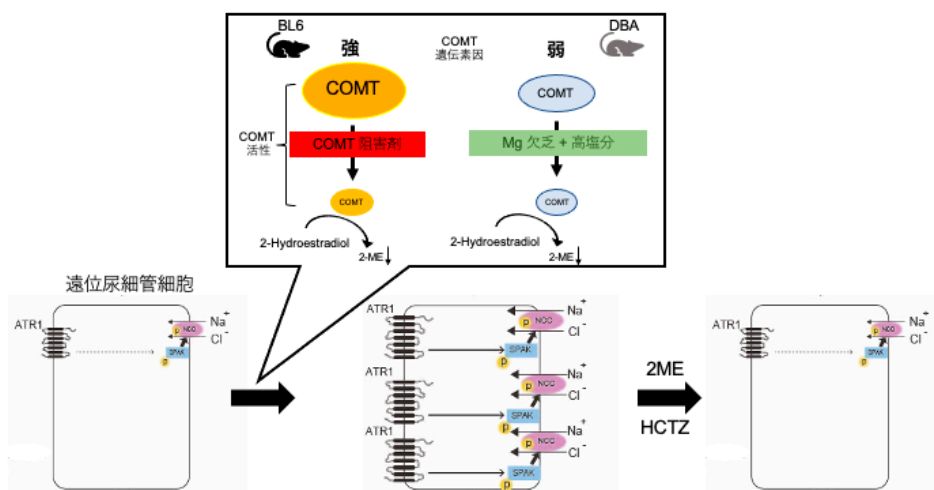 BL6
DBA
強
COMT
遺伝素因
弱
COMT
COMT
COMT
活性
COMT 阻害剤
Mg 欠乏 + 高塩分
COMT
COMT
2-Hydroestradiol
2-ME
2-Hydroestradiol
2-ME
遠位尿細管細胞
ATR1
p
NCC
Na+
Cl-
SPAK
p
ATR1
p
NCC
Na+
Cl-
SPAK
p
ATR1
p
NCC
Na+
Cl-
SPAK
p
ATR1
p
NCC
Na+
Cl-
SPAK
p
2ME
HCTZ
ATR1
p
NCC
Na+
Cl-
SPAK
p